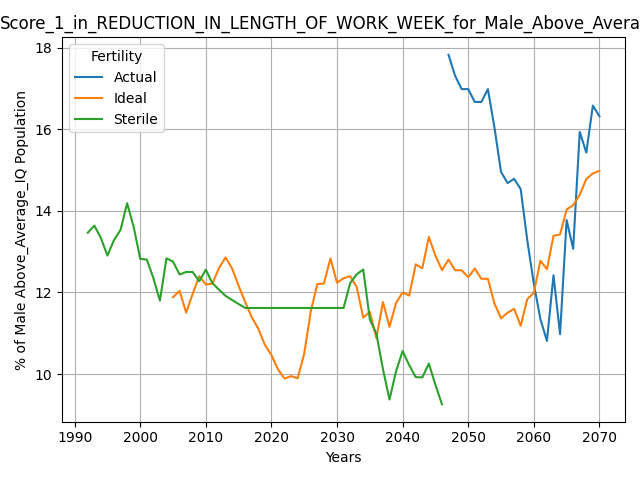 Score_1_in_REDUCTION_IN_LENGTH_OF_WORK_WEEK_for_Male_Above_Avera
Fertility
Actual
Ideal
Sterile
% of Male Above_Average_IQ Population
18
16
14
12
10
1990 2000 2010 2020 2030 2040 2050 2060 2070
Years